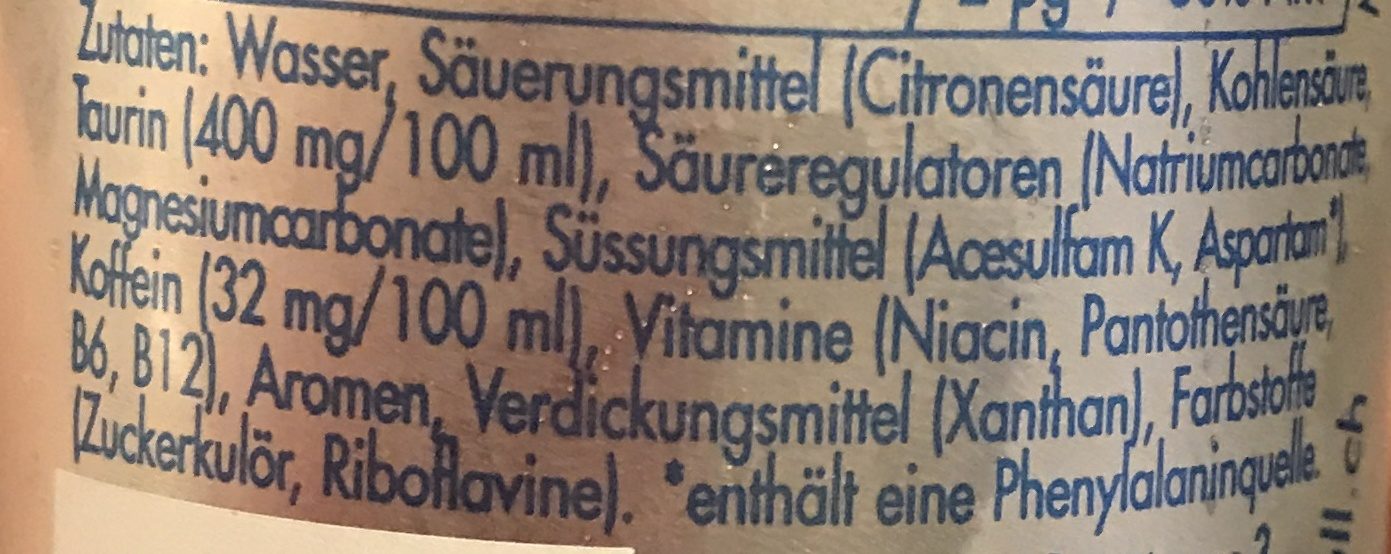 Zutaten: Wasser, Säuerungsmittel (Citronensäure), Kohlensäure,
Taurin (400 mg/100 ml), Säureregulatoren (Natriumcarbonate,
Magnesiumcarbonate), Süssungsmittel (Acesulfam K, Aspartam*),
Koffein (32 mg/100 ml), Vitamine (Niacin, Pantothensäure,
B6, B12), Aromen, Verdickungsmittel (Xanthan), Farbstoffe
(Zuckerkulör, Riboflavine). *enthält eine Phenylalaninquelle.